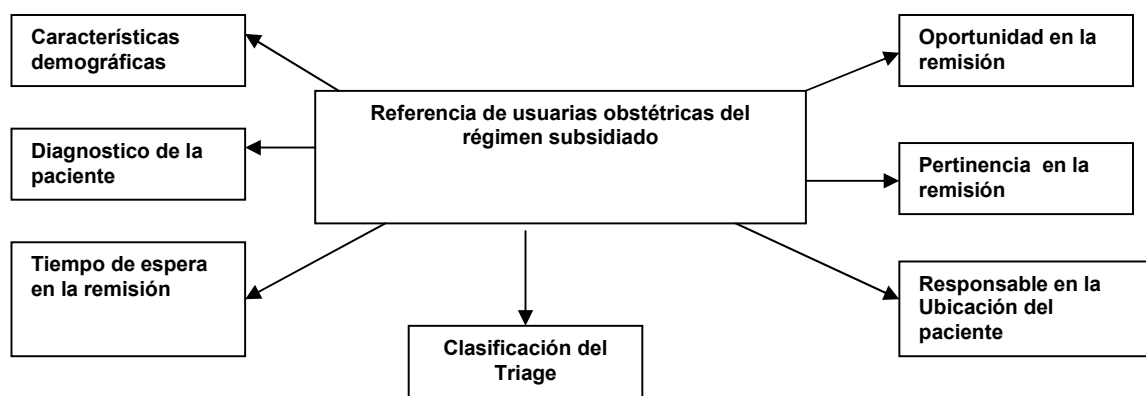 Características
demográficas
Oportunidad en la
remisión
Referencia de usuarias obstétricas del
régimen subsidiado
Diagnostico de la
paciente
Pertinencia en la
remisión
Tiempo de espera
en la remisión
Responsable en la
Ubicación del
paciente
Clasificación del
Triage